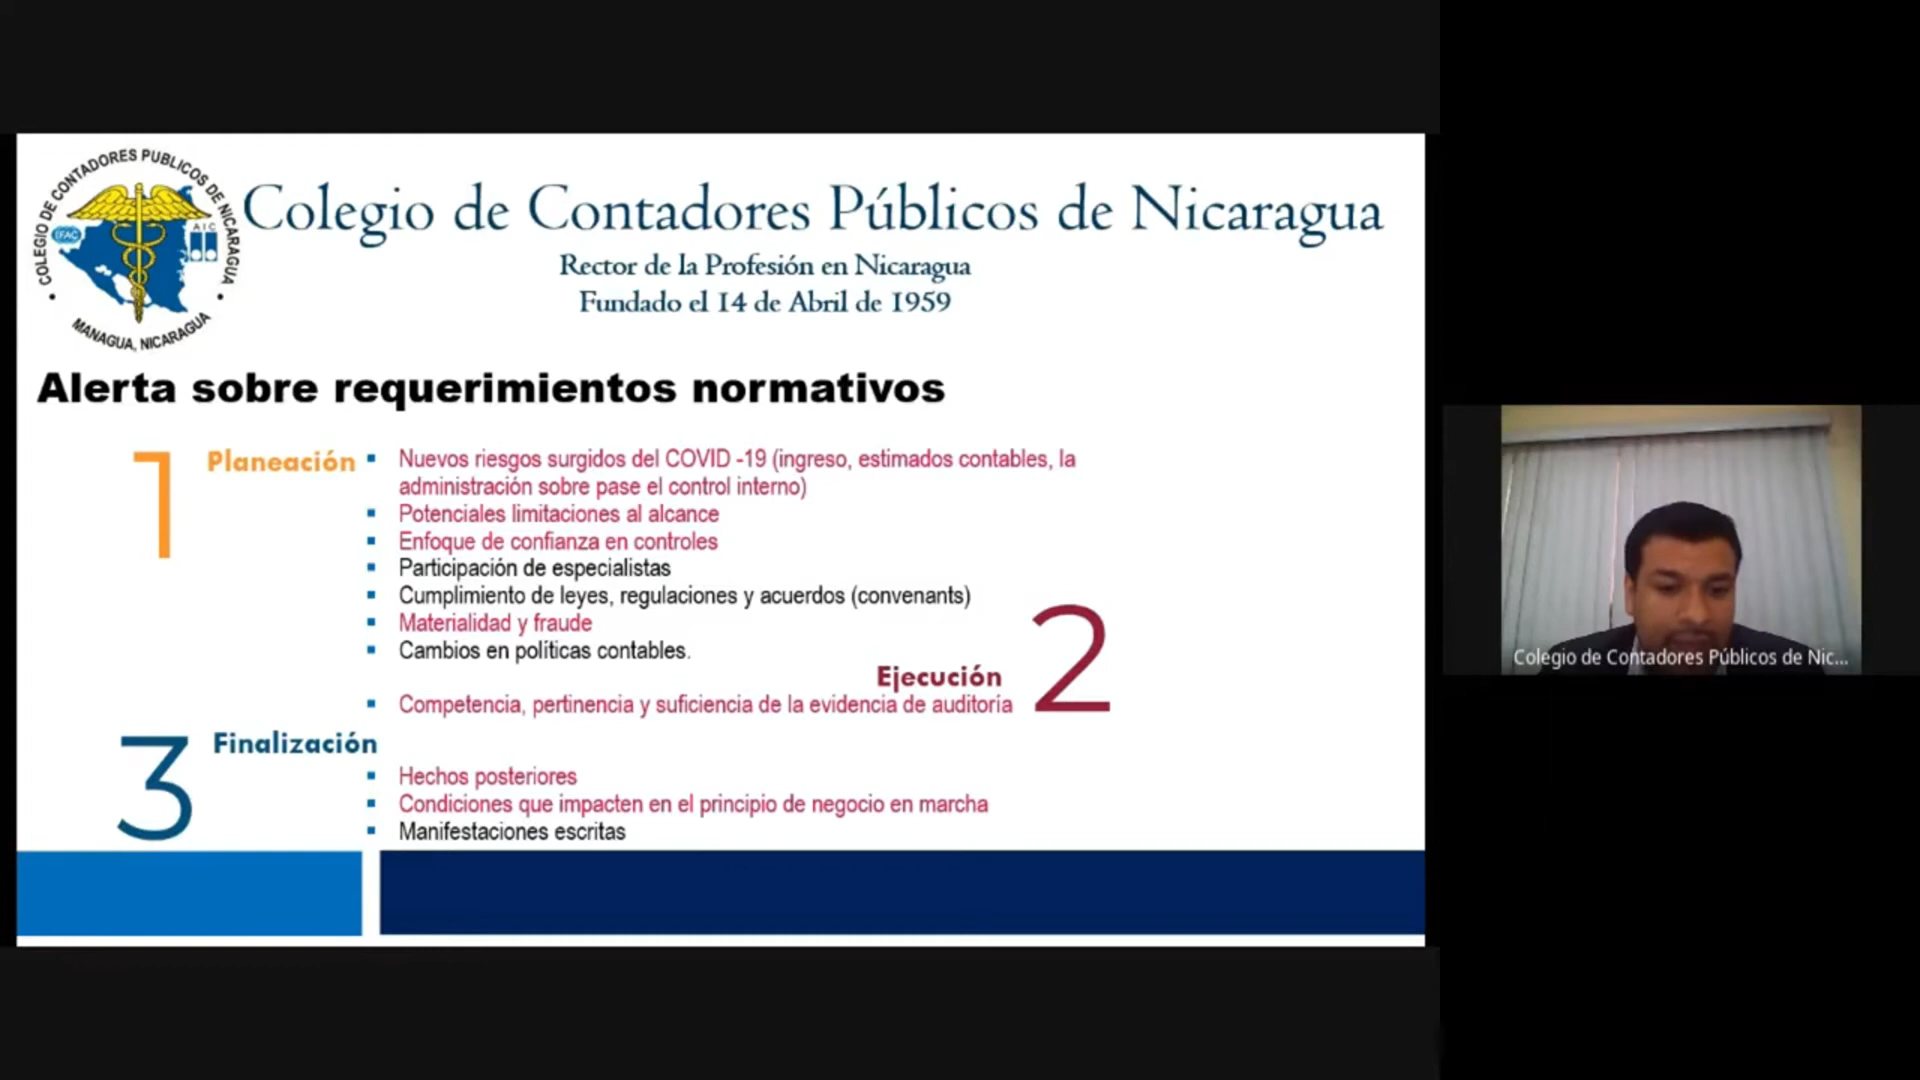 COLEGIO DE CONTADORES PUBLICOS DE NICARAGUA
IFAC
AIC
MANAGUA, NICARAGUA
Colegio de Contadores Públicos de Nicaragua
Rector de la Profesión en Nicaragua
Fundado el 14 de Abril de 1959
Alerta sobre requerimientos normativos
1 Planeación
▪ Nuevos riesgos surgidos del COVID -19 (ingreso, estimados contables, la
administración sobre pase el control interno)
▪ Potenciales limitaciones al alcance
▪ Enfoque de confianza en controles
▪ Participación de especialistas
▪ Cumplimiento de leyes, regulaciones y acuerdos (convenants)
▪ Materialidad y fraude
▪ Cambios en políticas contables.
Ejecución 2
▪ Competencia, pertinencia y suficiencia de la evidencia de auditoría
3 Finalización
▪ Hechos posteriores
▪ Condiciones que impacten en el principio de negocio en marcha
▪ Manifestaciones escritas
Colegio de Contadores Públicos de Nic...